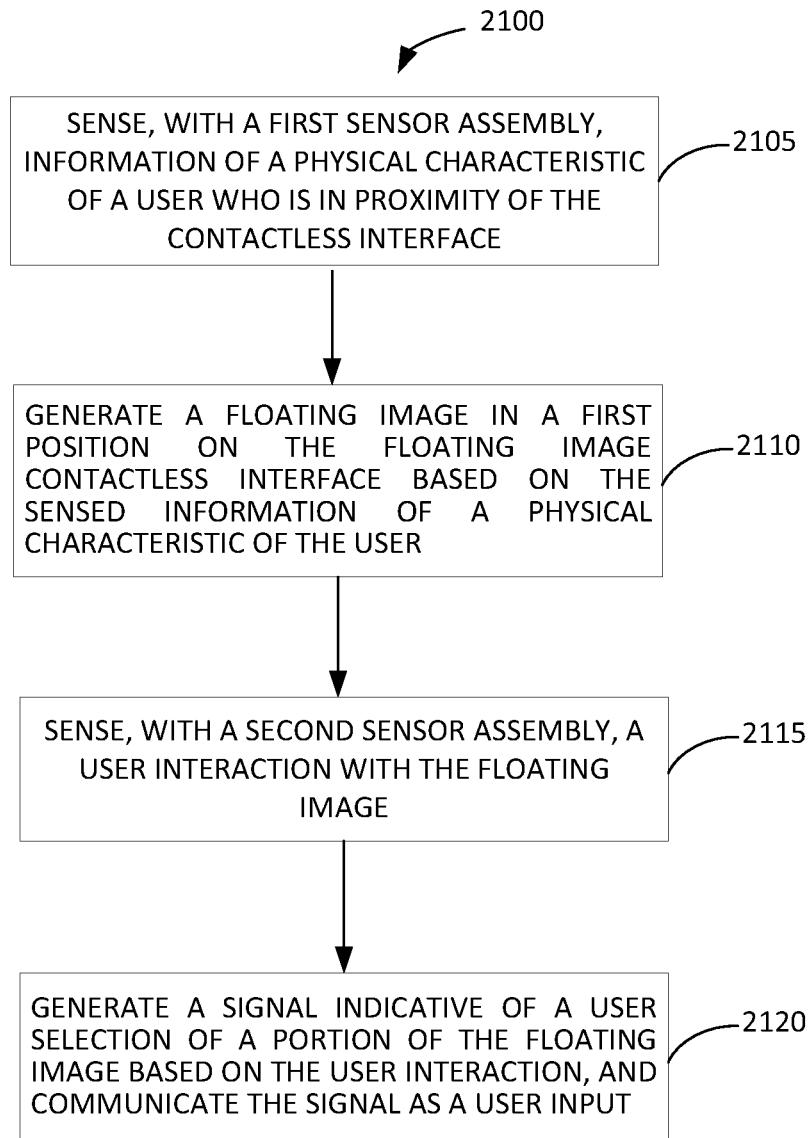 2100
SENSE, WITH A FIRST SENSOR ASSEMBLY,
INFORMATION OF A PHYSICAL CHARACTERISTIC
OF A USER WHO IS IN PROXIMITY OF THE
CONTACTLESS INTERFACE
2105
GENERATE A FLOATING IMAGE IN A FIRST
POSITION ON THE FLOATING IMAGE
CONTACTLESS INTERFACE BASED ON THE
SENSED INFORMATION OF A PHYSICAL
CHARACTERISTIC OF THE USER
2110
SENSE, WITH A SECOND SENSOR ASSEMBLY, A
USER INTERACTION WITH THE FLOATING
IMAGE
2115
GENERATE A SIGNAL INDICATIVE OF A USER
SELECTION OF A PORTION OF THE FLOATING
IMAGE BASED ON THE USER INTERACTION, AND
COMMUNICATE THE SIGNAL AS A USER INPUT
2120